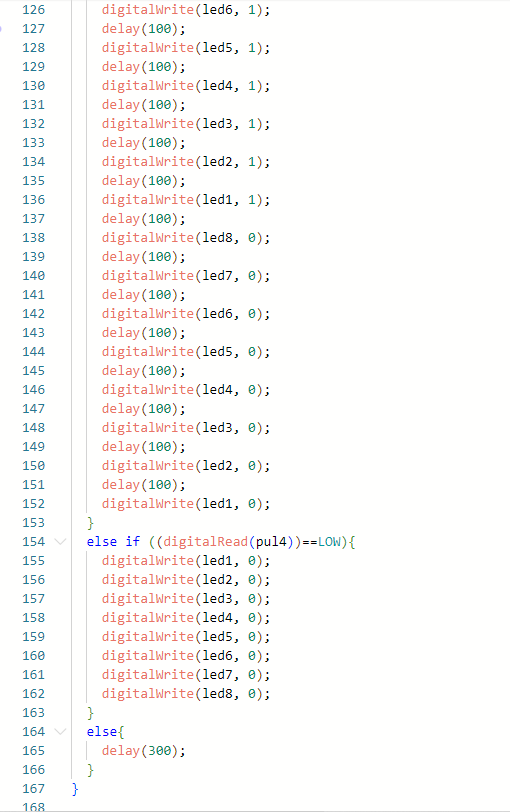 126 digitalWrite(led6, 1);
127 delay(100);
128 digitalWrite(led5, 1);
129 delay(100);
130 digitalWrite(led4, 1);
131 delay(100);
132 digitalWrite(led3, 1);
133 delay(100);
134 digitalWrite(led2, 1);
135 delay(100);
136 digitalWrite(led1, 1);
137 delay(100);
138 digitalWrite(led8, 0);
139 delay(100);
140 digitalWrite(led7, 0);
141 delay(100);
142 digitalWrite(led6, 0);
143 delay(100);
144 digitalWrite(led5, 0);
145 delay(100);
146 digitalWrite(led4, 0);
147 delay(100);
148 digitalWrite(led3, 0);
149 delay(100);
150 digitalWrite(led2, 0);
151 delay(100);
152 digitalWrite(led1, 0);
153 }
154 else if ((digitalRead(pul4))==LOW){
155 digitalWrite(led1, 0);
156 digitalWrite(led2, 0);
157 digitalWrite(led3, 0);
158 digitalWrite(led4, 0);
159 digitalWrite(led5, 0);
160 digitalWrite(led6, 0);
161 digitalWrite(led7, 0);
162 digitalWrite(led8, 0);
163 }
164 else{
165 delay(300);
166 }
167 }
168